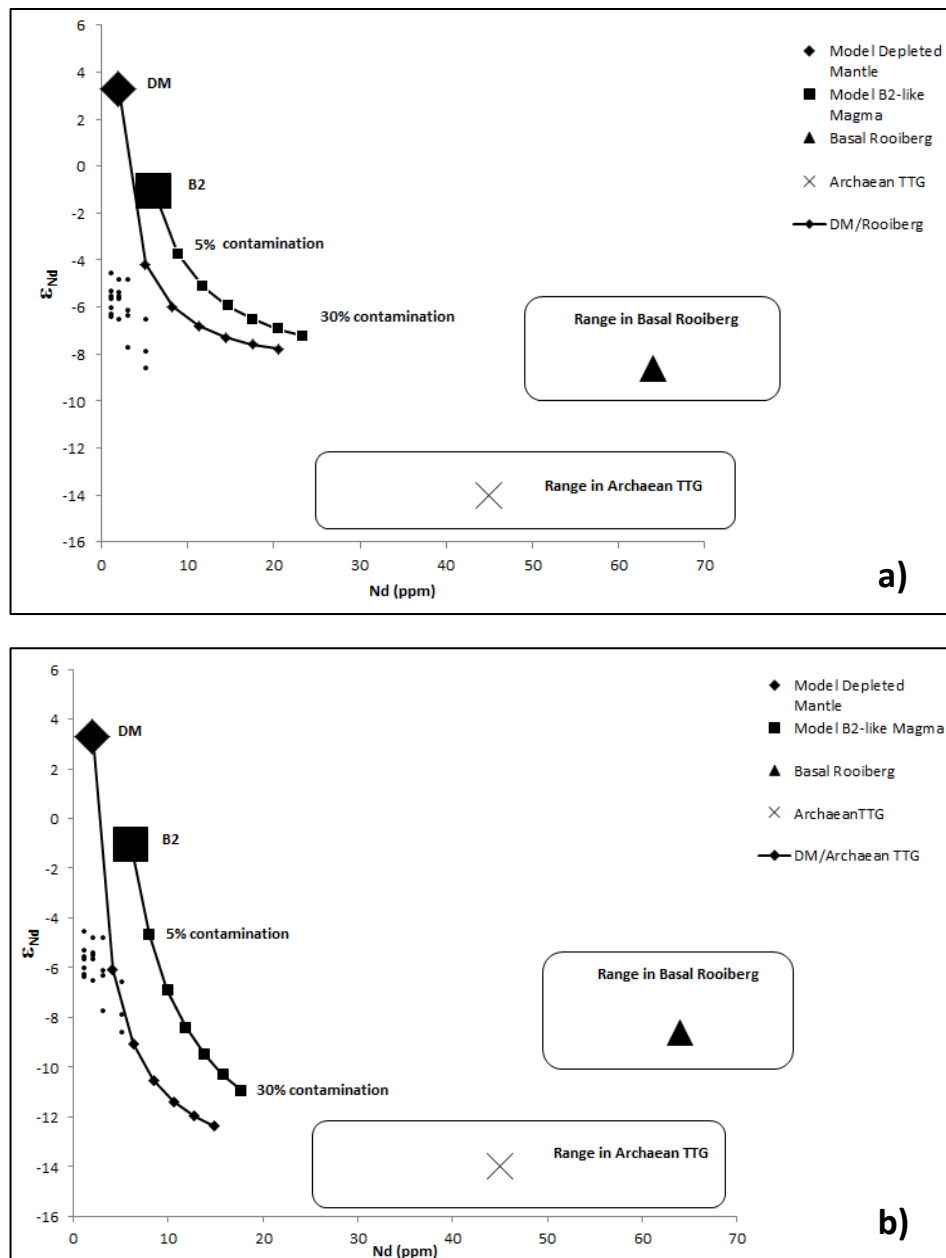 6
4
2
0
-2
-4
-6
-8
-10
-12
-14
-16
εNd
DM
B2
5% contamination
30% contamination
Range in Basal Rooiberg
Range in Archaean TTG
Model Depleted
Mantle
Model B2-like
Magma
Basal Rooiberg
Archaean TTG
DM/Rooiberg
0 10 20 30 40 50 60 70
Nd (ppm)
a)
6
4
2
0
-2
-4
-6
-8
-10
-12
-14
-16
εNd
DM
B2
5% contamination
30% contamination
Range in Basal Rooiberg
Range in Archaean TTG
Model Depleted
Mantle
Model B2-like Magma
Basal Rooiberg
ArchaeanTTG
DM/Archaean TTG
0 10 20 30 40 50 60 70
Nd (ppm)
b)